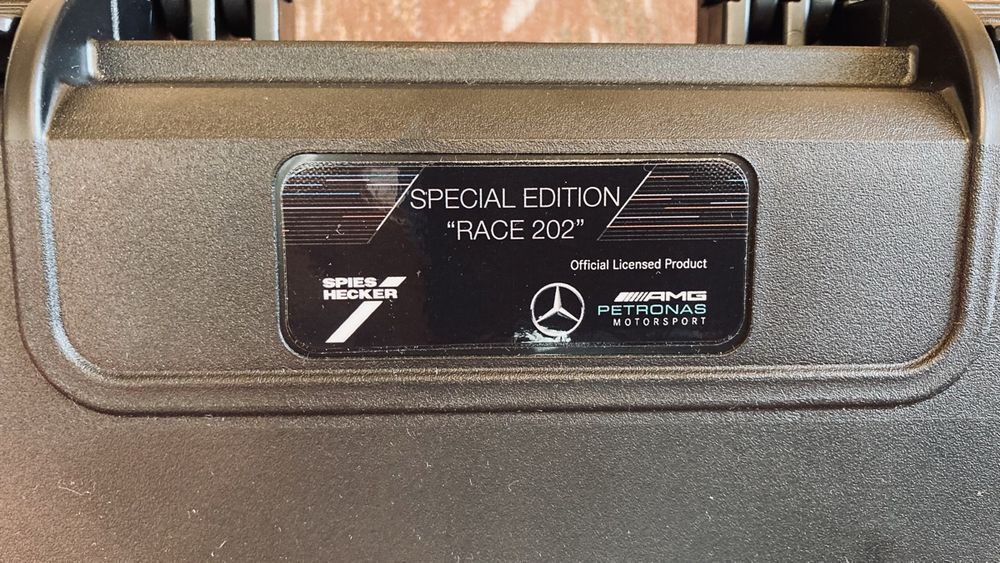 SPECIAL EDITION
“RACE 202”
Official Licensed Product
SPIES
HECKER
AMG
PETRONAS
MOTORSPORT